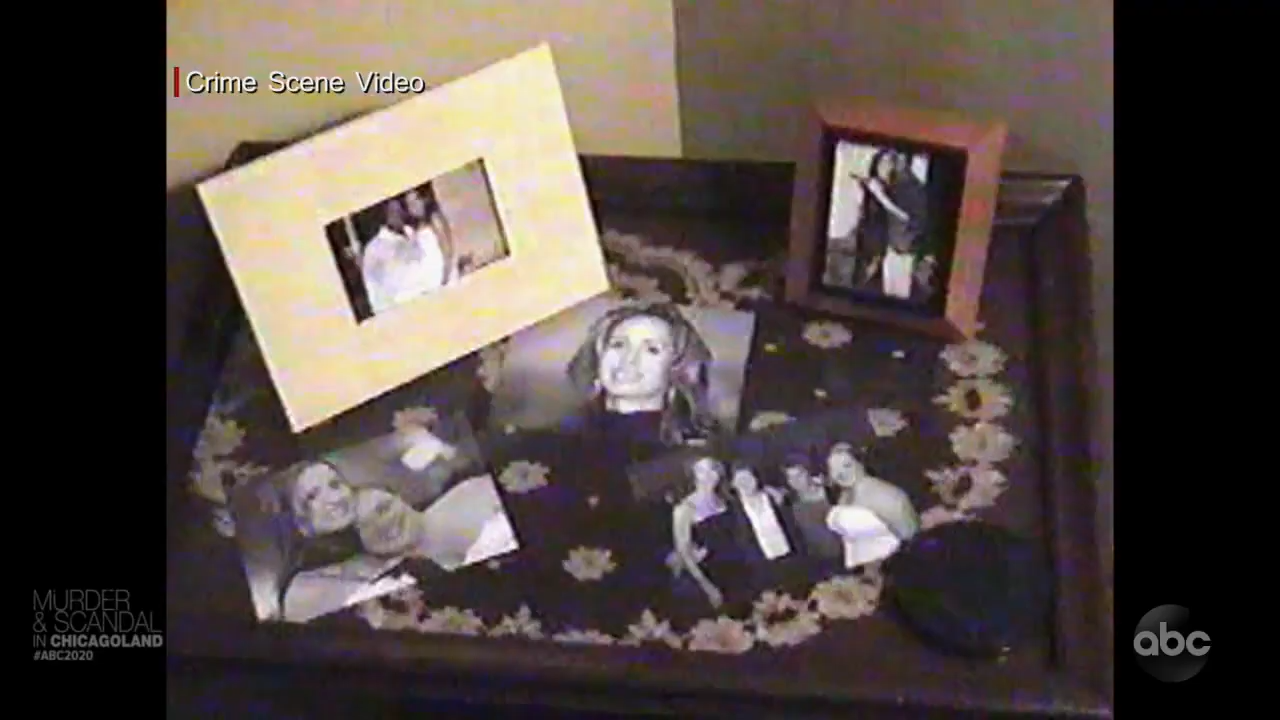 Crime Scene Video
MURDER
& SCANDAL
IN CHICAGOLAND
#ABC2020
abc